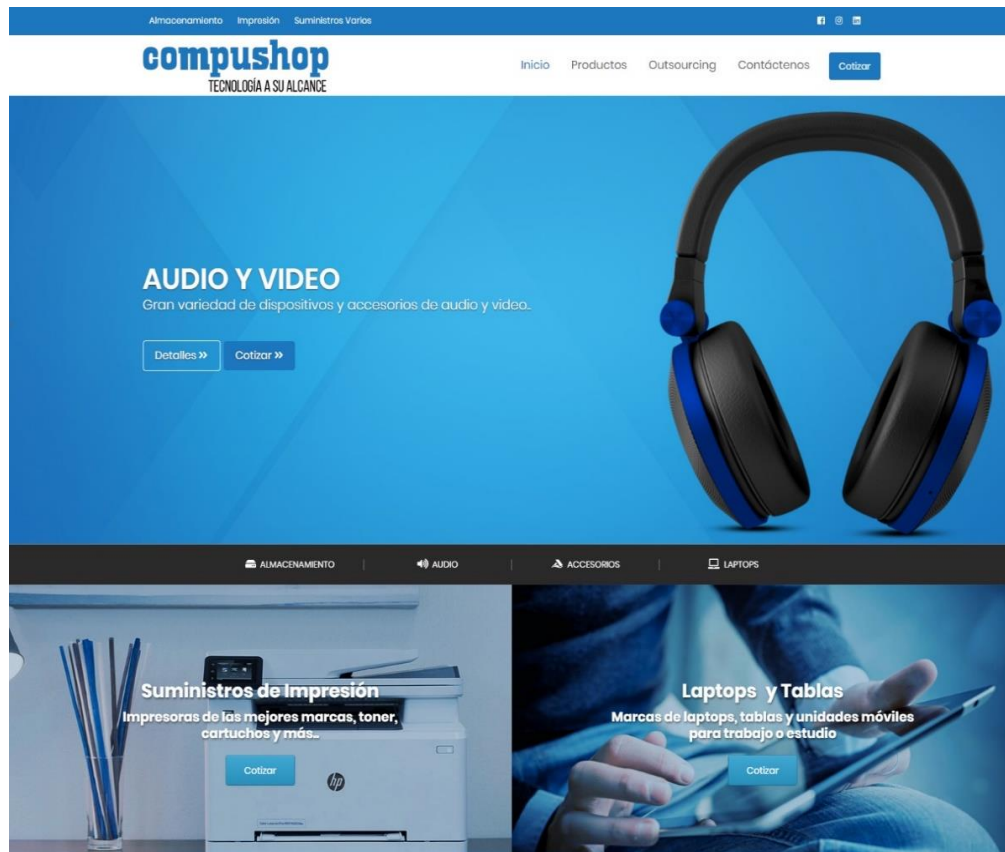 Almacenamiento Impresión Suministros Varios
compushop
TECNOLOGÍA A SU ALCANCE
Inicio Productos Outsourcing Contáctenos Cotizar
AUDIO Y VIDEO
Gran variedad de dispositivos y accesorios de audio y video.
Detalles » Cotizar »
ALMACENAMIENTO | AUDIO | ACCESORIOS | LAPTOPS
Suministros de Impresión
Impresoras de las mejores marcas, toner,
cartuchos y más..
Cotizar
hp
Laptops y Tablas
Marcas de laptops, tablas y unidades móviles
para trabajo o estudio
Cotizar